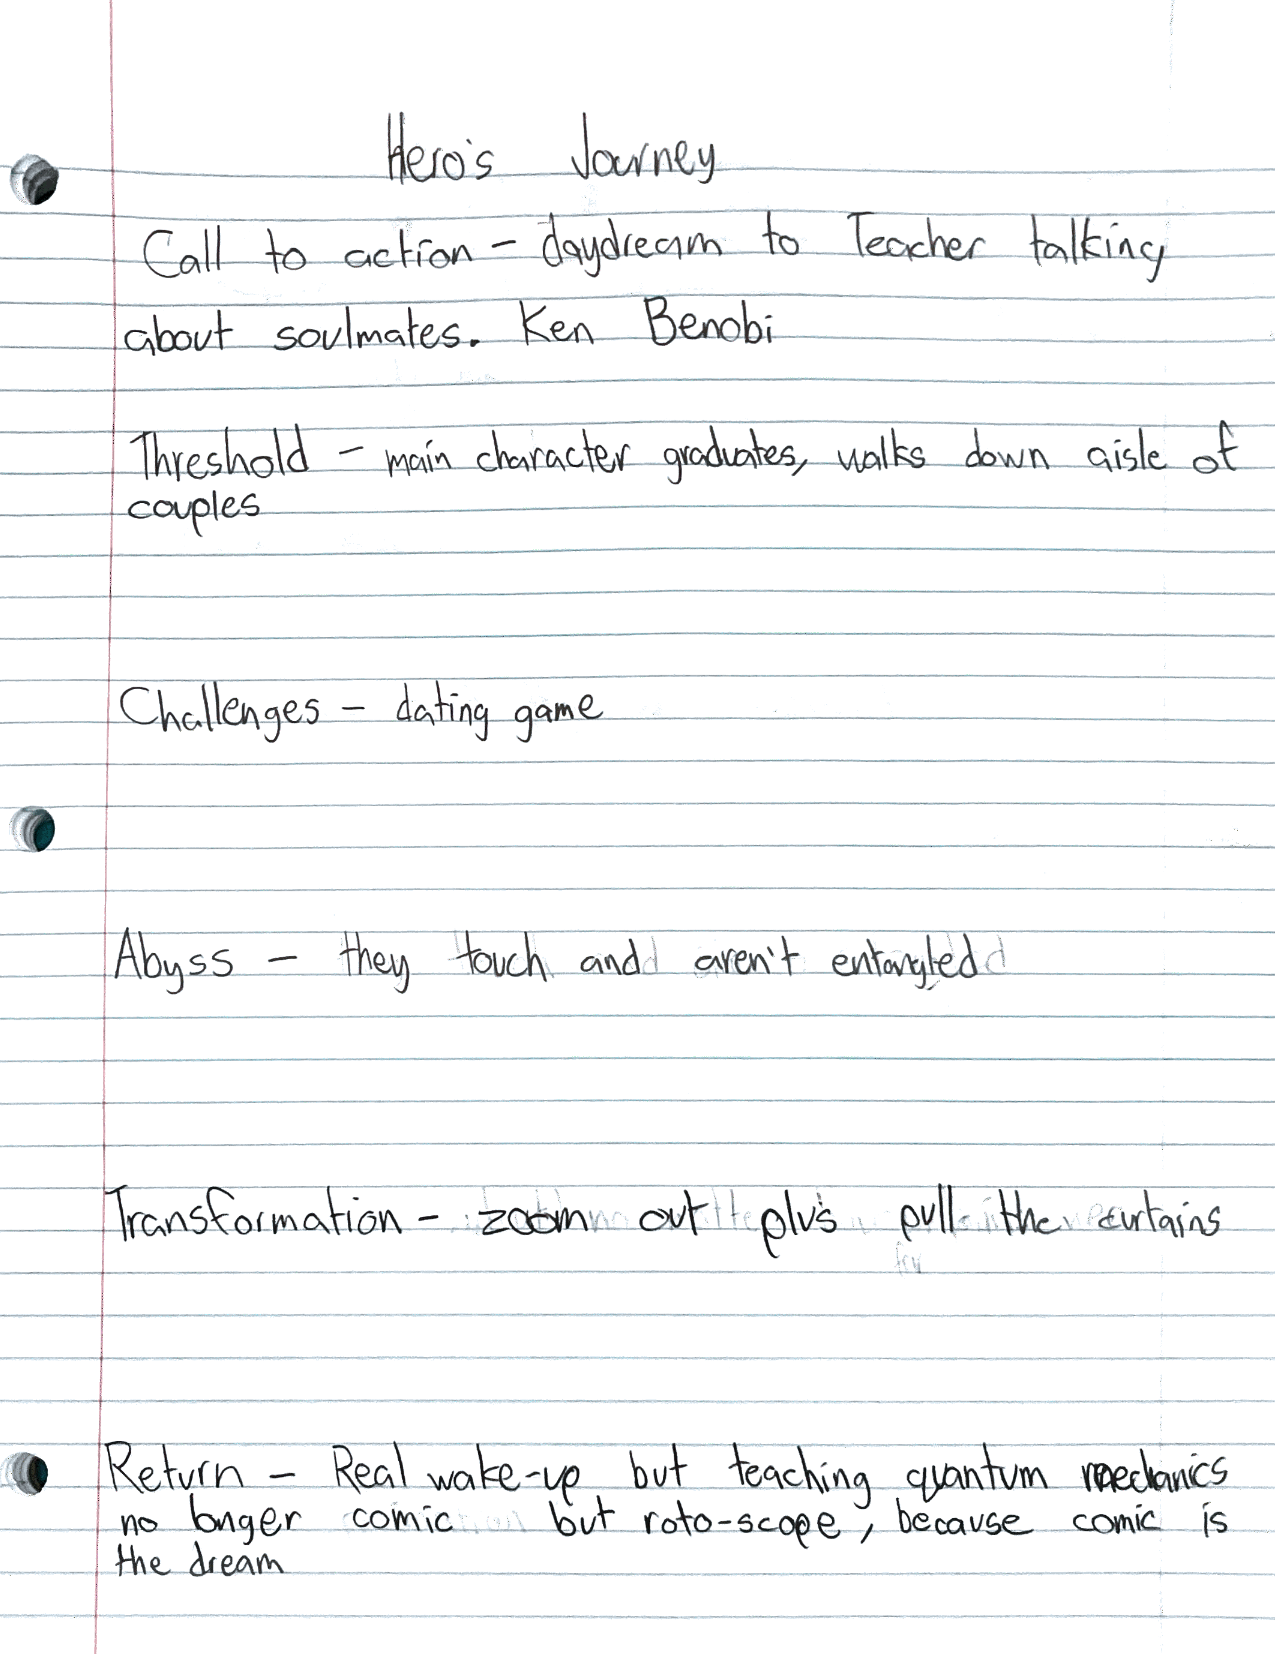 Hero's Journey
Call to action - daydream to Teacher talking
about soulmates. Ken Benobi
Threshold - main character graduates, walks down aisle of
couples
Challenges - dating game
Abyss - they touch and aren't entangled
Transformation - zoom out plus pull the curtains
Return - Real wake-up but teaching quantum mechanics
no longer comic but roto-scope, because comic is
the dream